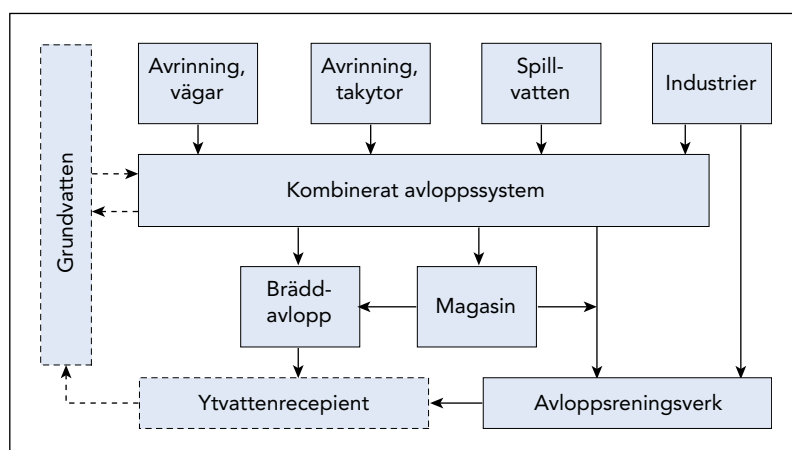 Avrinning,
vägar
Avrinning,
takytor
Spill-
vatten
Industrier
Grundvatten
Kombinerat avloppssystem
Brädd-
avlopp
Magasin
Ytvattenrecepient
Avloppsreningsverk